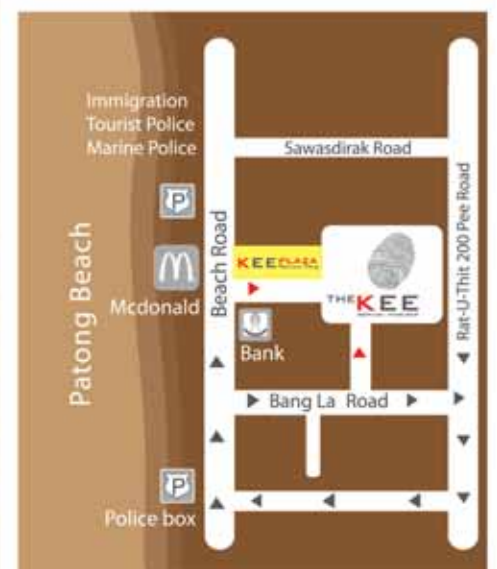 Immigration
Tourist Police
Marine Police
Sawasdirak Road
P
Patong Beach
Beach Road
Rat-U-Thit 200 Pee Road
KEE PLAZA
Mcdonald
THE KEE
Bank
Bang La Road
P
Police box